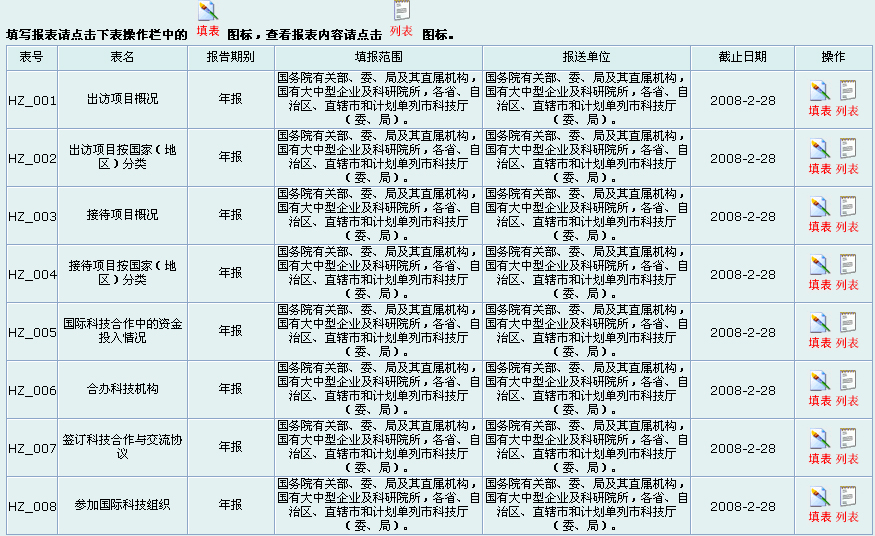 填写报表请点击下表操作栏中的 填表 图标，查看报表内容请点击 列表 图标。
表号 表名 报告期别 填报范围 报送单位 截止日期 操作
HZ_001 出访项目概况 年报 国务院有关部、委、局及其直属机构，国有大中型企业及科研院所，各省、自治区、直辖市和计划单列市科技厅（委、局）。 国务院有关部、委、局及其直属机构，国有大中型企业及科研院所，各省、自治区、直辖市和计划单列市科技厅（委、局）。 2008-2-28 填表 列表
HZ_002 出访项目按国家（地区）分类 年报 国务院有关部、委、局及其直属机构，国有大中型企业及科研院所，各省、自治区、直辖市和计划单列市科技厅（委、局）。 国务院有关部、委、局及其直属机构，国有大中型企业及科研院所，各省、自治区、直辖市和计划单列市科技厅（委、局）。 2008-2-28 填表 列表
HZ_003 接待项目概况 年报 国务院有关部、委、局及其直属机构，国有大中型企业及科研院所，各省、自治区、直辖市和计划单列市科技厅（委、局）。 国务院有关部、委、局及其直属机构，国有大中型企业及科研院所，各省、自治区、直辖市和计划单列市科技厅（委、局）。 2008-2-28 填表 列表
HZ_004 接待项目按国家（地区）分类 年报 国务院有关部、委、局及其直属机构，国有大中型企业及科研院所，各省、自治区、直辖市和计划单列市科技厅（委、局）。 国务院有关部、委、局及其直属机构，国有大中型企业及科研院所，各省、自治区、直辖市和计划单列市科技厅（委、局）。 2008-2-28 填表 列表
HZ_005 国际科技合作中的资金投入情况 年报 国务院有关部、委、局及其直属机构，国有大中型企业及科研院所，各省、自治区、直辖市和计划单列市科技厅（委、局）。 国务院有关部、委、局及其直属机构，国有大中型企业及科研院所，各省、自治区、直辖市和计划单列市科技厅（委、局）。 2008-2-28 填表 列表
HZ_006 合办科技机构 年报 国务院有关部、委、局及其直属机构，国有大中型企业及科研院所，各省、自治区、直辖市和计划单列市科技厅（委、局）。 国务院有关部、委、局及其直属机构，国有大中型企业及科研院所，各省、自治区、直辖市和计划单列市科技厅（委、局）。 2008-2-28 填表 列表
HZ_007 签订科技合作与交流协议 年报 国务院有关部、委、局及其直属机构，国有大中型企业及科研院所，各省、自治区、直辖市和计划单列市科技厅（委、局）。 国务院有关部、委、局及其直属机构，国有大中型企业及科研院所，各省、自治区、直辖市和计划单列市科技厅（委、局）。 2008-2-28 填表 列表
HZ_008 参加国际科技组织 年报 国务院有关部、委、局及其直属机构，国有大中型企业及科研院所，各省、自治区、直辖市和计划单列市科技厅（委、局）。 国务院有关部、委、局及其直属机构，国有大中型企业及科研院所，各省、自治区、直辖市和计划单列市科技厅（委、局）。 2008-2-28 填表 列表